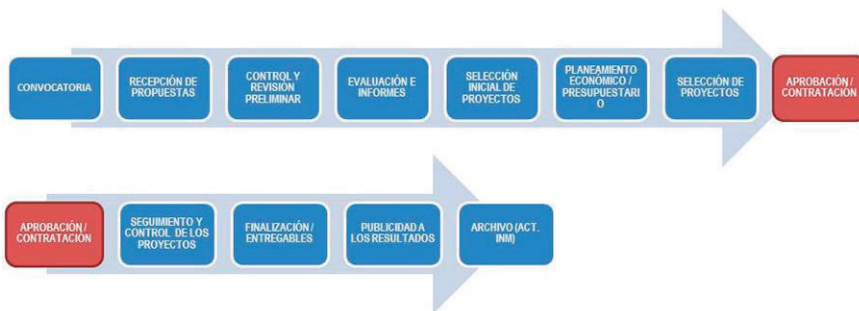 CONVOCATORIA
RECEPCIÓN DE
PROPUESTAS
CONTROL Y
REVISIÓN
PRELIMINAR
EVALUACIÓN E
INFORMES
SELECCIÓN
INICIAL DE
PROYECTOS
PLANEAMIENTO
ECONÓMICO /
PRESUPUESTARI
O
SELECCIÓN DE
PROYECTOS
APROBACIÓN /
CONTRATACIÓN
APROBACIÓN /
CONTRATACIÓN
SEGUIMIENTO Y
CONTROL DE LOS
PROYECTOS
FINALIZACIÓN /
ENTREGABLES
PUBLICIDAD A
LOS RESULTADOS
ARCHIVO (ACT.
INM)